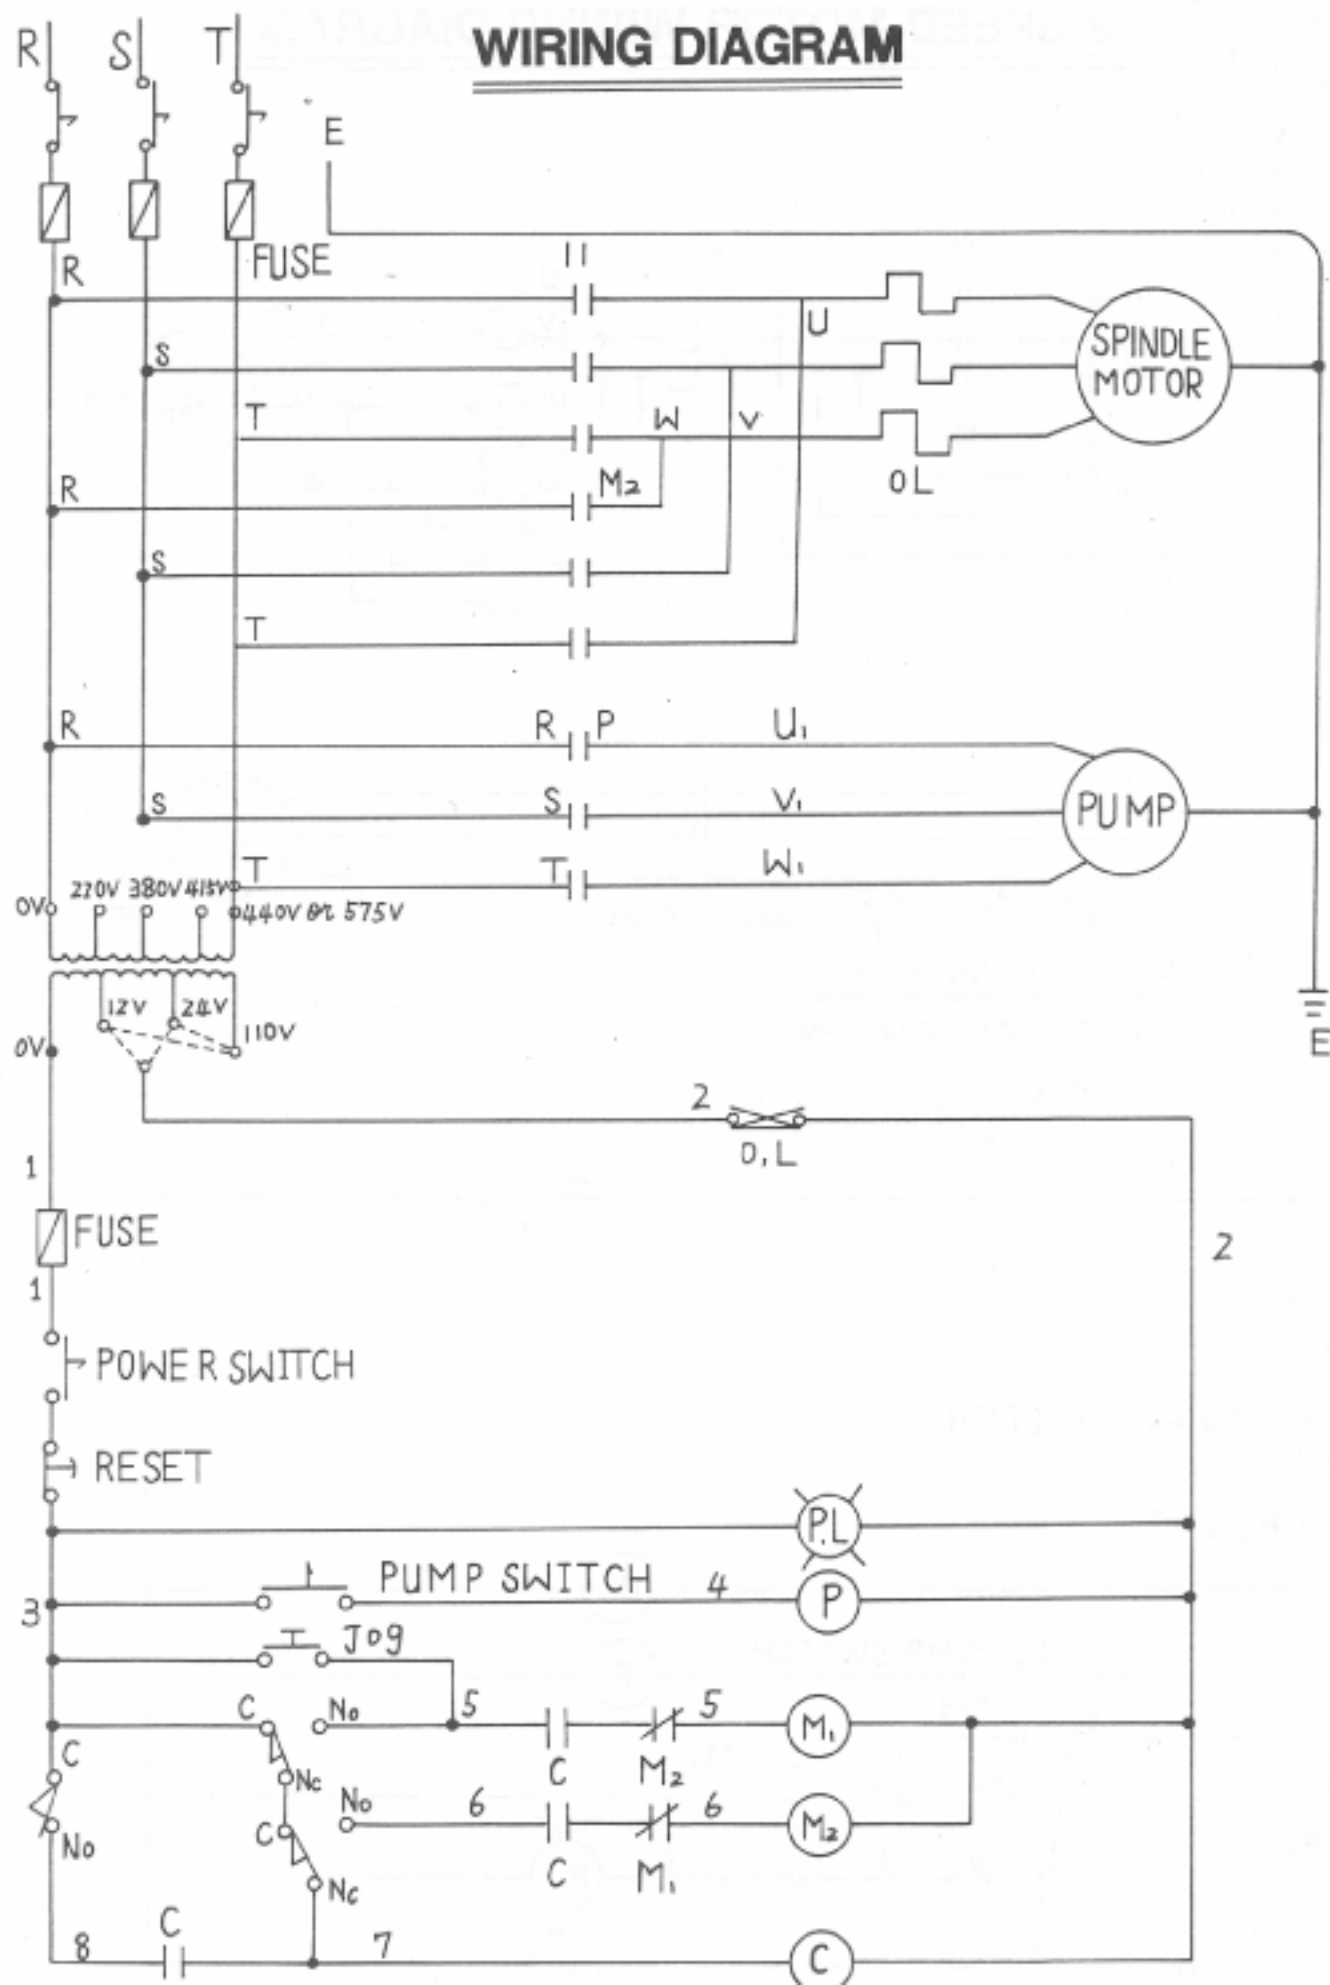 WIRING DIAGRAM
R S T
E
FUSE
R
11
U
SPINDLE
MOTOR
S
T
W V
OL
R
M2
S
T
R R P U1
S S V1
PUMP
T T W1
220V 380V 415V
0V 440V or 575V
12V 24V 110V
0V
E
2
O,L
1
FUSE
2
1
POWER SWITCH
RESET
P.L
PUMP SWITCH 4 P
3
Jog
C No 5 5 M1
C Nc C M2
No 6 6 M2
No C C M1
Nc
C
8 7 C